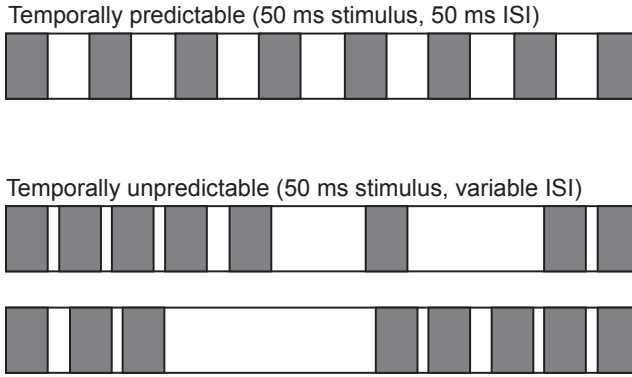 Temporally predictable (50 ms stimulus, 50 ms ISI)
Temporally unpredictable (50 ms stimulus, variable ISI)